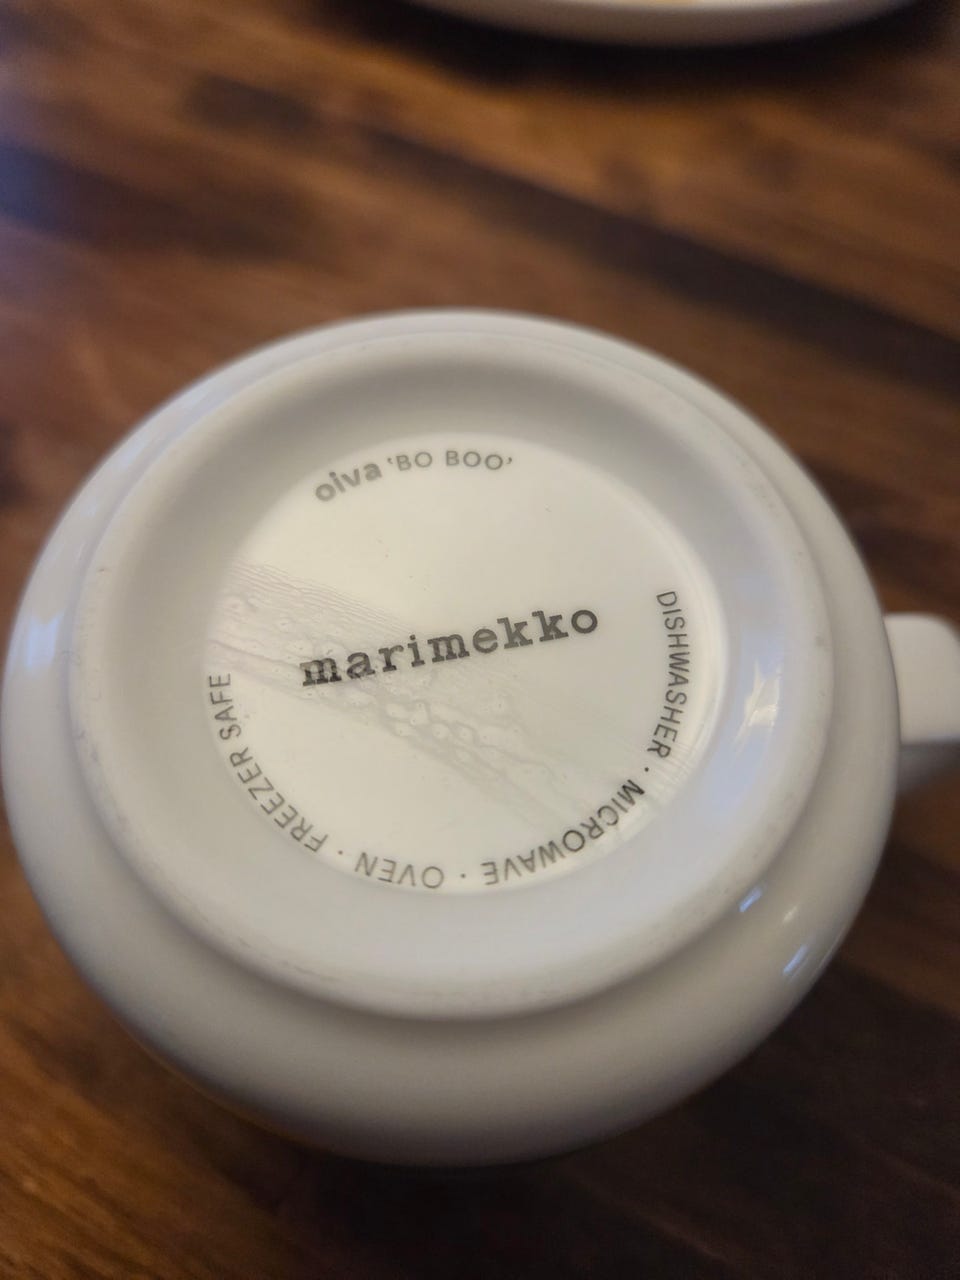 oiva 'BO BOO'
marimekko
DISHWASHER · MICROWAVE · OVEN · FREEZER SAFE